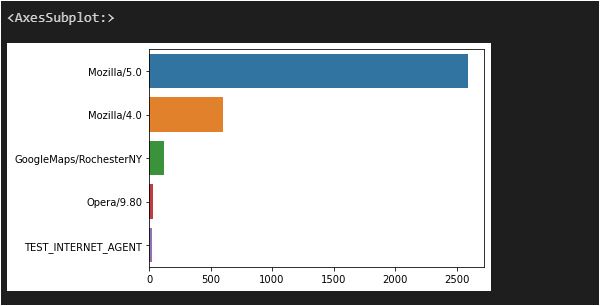 <AxesSubplot:>
Mozilla/5.0
Mozilla/4.0
GoogleMaps/RochesterNY
Opera/9.80
TEST_INTERNET_AGENT
0 500 1000 1500 2000 2500